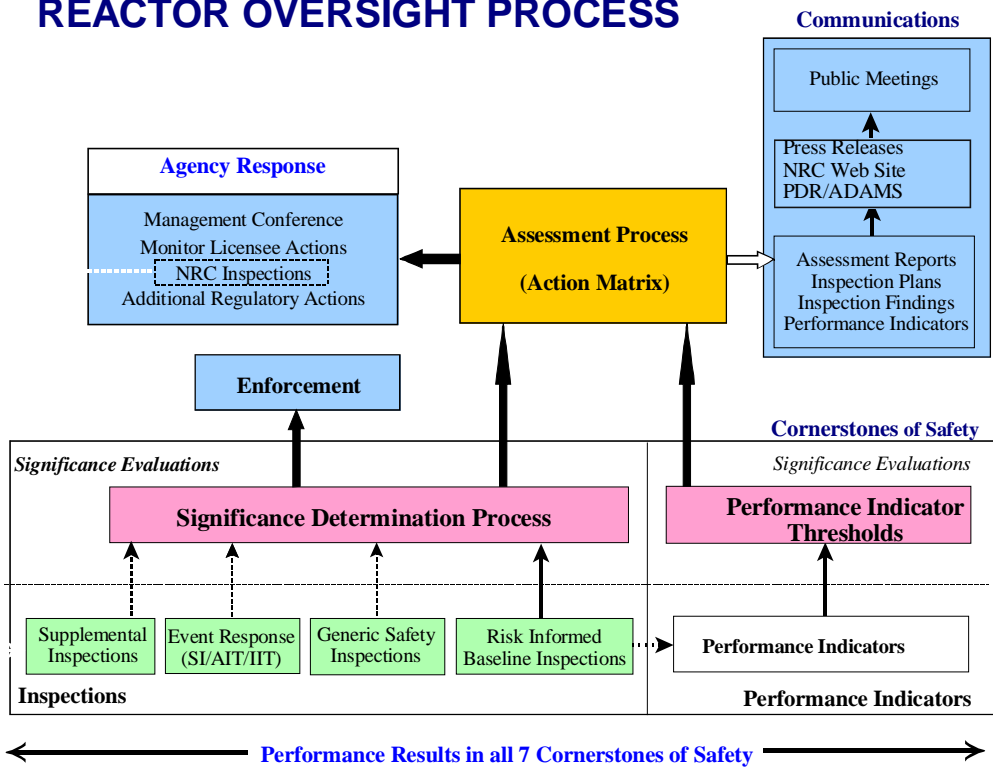 REACTOR OVERSIGHT PROCESS
Communications
Public Meetings
Press Releases
NRC Web Site
PDR/ADAMS
Assessment Reports
Inspection Plans
Inspection Findings
Performance Indicators
Agency Response
Management Conference
Monitor Licensee Actions
NRC Inspections
Additional Regulatory Actions
Assessment Process
(Action Matrix)
Enforcement
Cornerstones of Safety
Significance Evaluations
Significance Evaluations
Significance Determination Process
Performance Indicator
Thresholds
Supplemental
Inspections
Event Response
(SI/AIT/IIT)
Generic Safety
Inspections
Risk Informed
Baseline Inspections
Performance Indicators
Inspections
Performance Indicators
Performance Results in all 7 Cornerstones of Safety